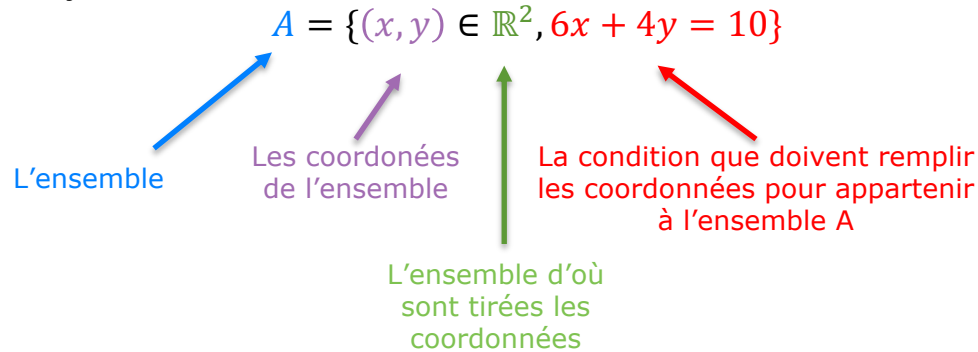 A = {(x, y) ∈ ℝ², 6x + 4y = 10}
L'ensemble
Les coordonées
de l'ensemble
La condition que doivent remplir
les coordonnées pour appartenir
à l'ensemble A
L'ensemble d'où
sont tirées les
coordonnées